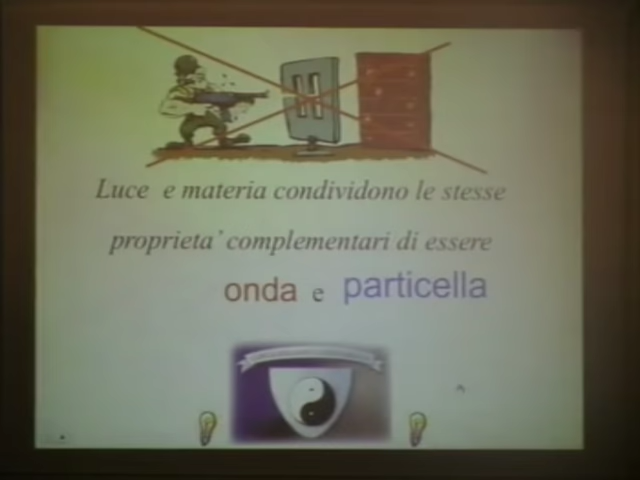 Luce e materia condividono le stesse
proprieta' complementari di essere
onda e particella